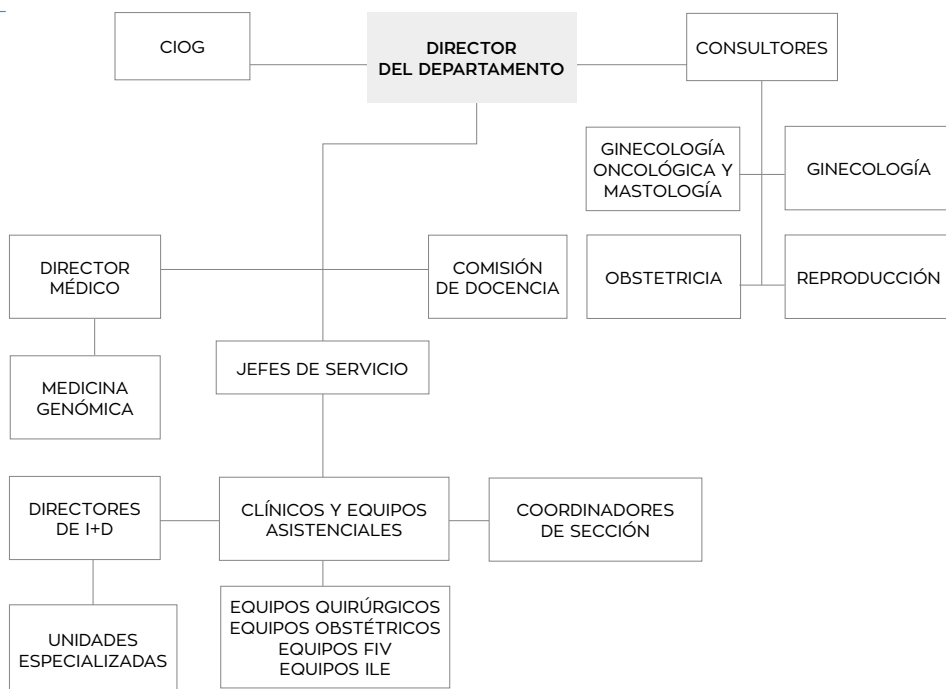 CIOG
DIRECTOR
DEL DEPARTAMENTO
CONSULTORES
GINECOLOGÍA
ONCOLÓGICA Y
MASTOLOGÍA
GINECOLOGÍA
DIRECTOR
MÉDICO
COMISIÓN
DE DOCENCIA
OBSTETRICIA
REPRODUCCIÓN
JEFES DE SERVICIO
MEDICINA
GENÓMICA
DIRECTORES
DE I+D
CLÍNICOS Y EQUIPOS
ASISTENCIALES
COORDINADORES
DE SECCIÓN
UNIDADES
ESPECIALIZADAS
EQUIPOS QUIRÚRGICOS
EQUIPOS OBSTÉTRICOS
EQUIPOS FIV
EQUIPOS ILE